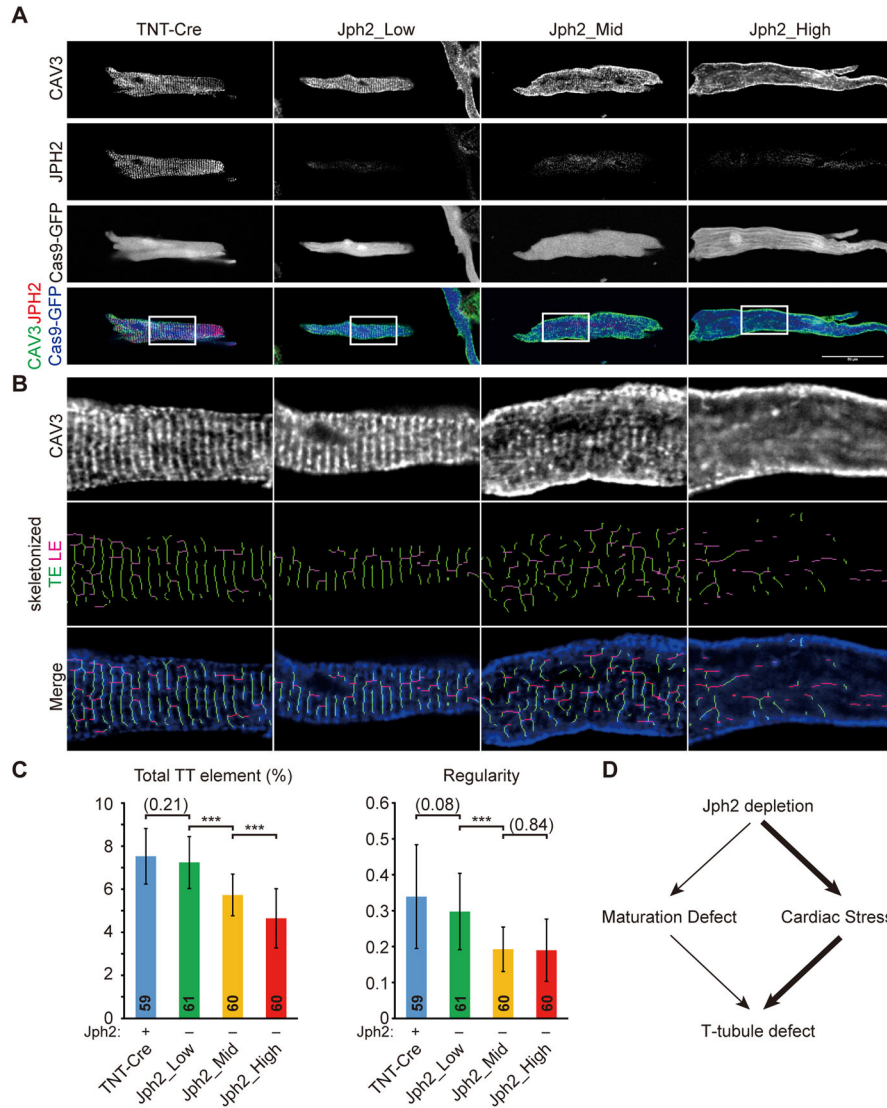 A
TNT-Cre Jph2_Low Jph2_Mid Jph2_High
CAV3
JPH2
Cas9-GFP
CAV3JPH2
Cas9-GFP
B
CAV3
skeletonized
TE LE
Merge
C
Total TT element (%)
10
8
6
4
2
0
(0.21)
***
***
59 61 60 60
Jph2: + – – –
TNT-Cre Jph2_Low Jph2_Mid Jph2_High
Regularity
0.6
0.5
0.4
0.3
0.2
0.1
0
(0.08)
***
(0.84)
59 61 60 60
+ – – –
TNT-Cre Jph2_Low Jph2_Mid Jph2_High
D
Jph2 depletion
Maturation Defect Cardiac Stress
T-tubule defect